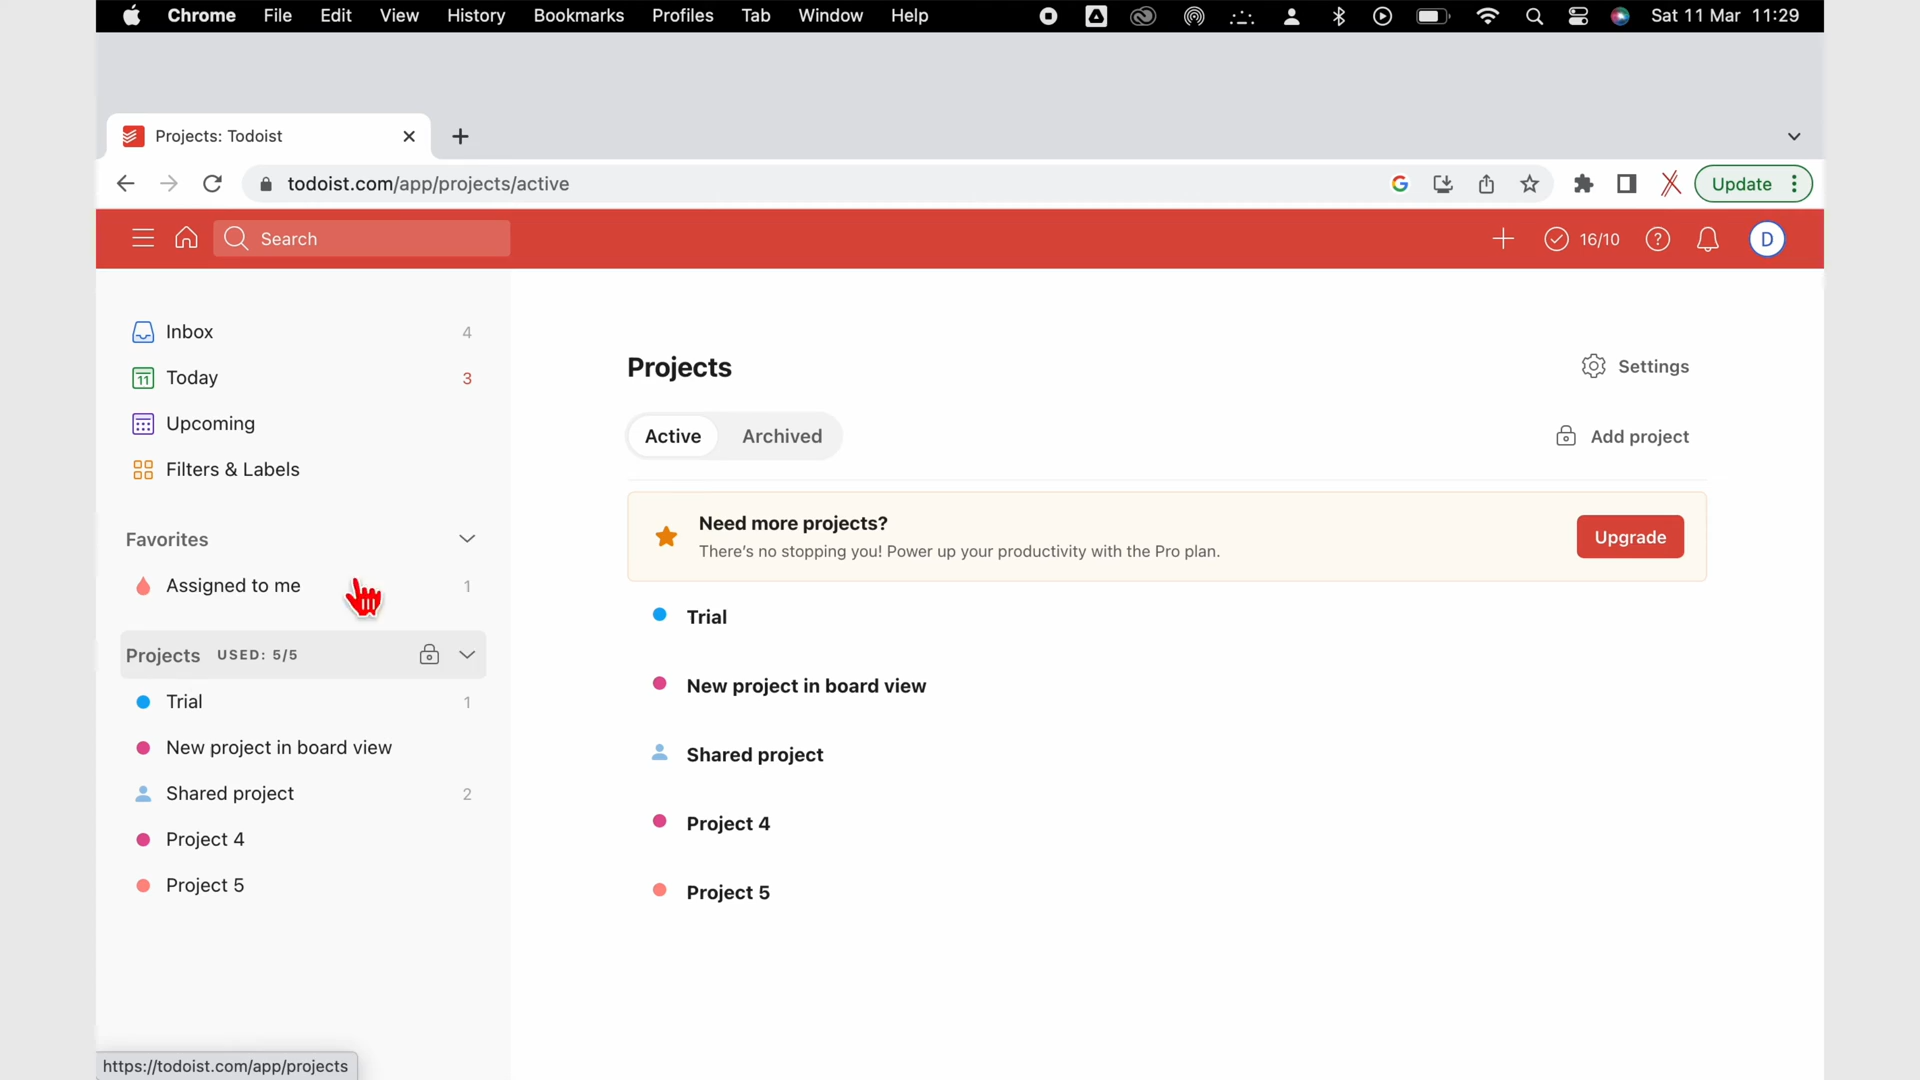 Chrome File Edit View History Bookmarks Profiles Tab Window Help Sat 11 Mar 11:29
Projects: Todoist
todoist.com/app/projects/active Update
Search 16/10 D
Inbox 4
Today 3
Upcoming
Filters & Labels
Favorites
Assigned to me 1
Projects USED: 5/5
Trial 1
New project in board view
Shared project 2
Project 4
Project 5
Projects Settings
Active Archived Add project
Need more projects?
There's no stopping you! Power up your productivity with the Pro plan.
Upgrade
Trial
New project in board view
Shared project
Project 4
Project 5
https://todoist.com/app/projects